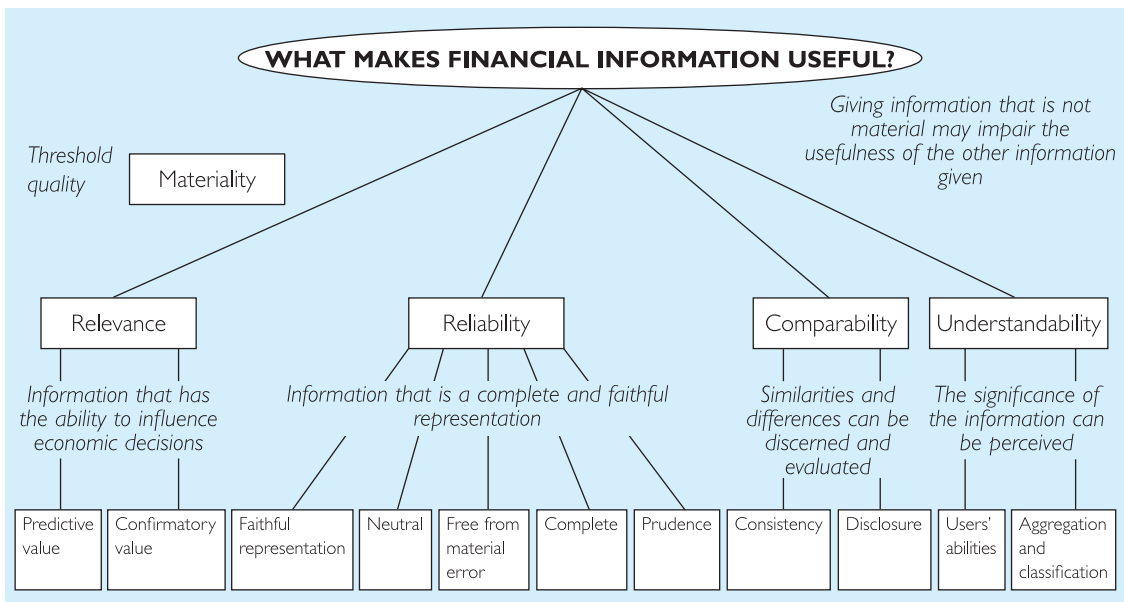 WHAT MAKES FINANCIAL INFORMATION USEFUL?
Giving information that is not
material may impair the
usefulness of the other information
given
Threshold
quality
Materiality
Relevance
Reliability
Comparability
Understandability
Information that has
the ability to influence
economic decisions
Information that is a complete and faithful
representation
Similarities and
differences can be
discerned and
evaluated
The significance of
the information can
be perceived
Predictive
value
Confirmatory
value
Faithful
representation
Neutral
Free from
material
error
Complete
Prudence
Consistency
Disclosure
Users'
abilities
Aggregation
and
classification